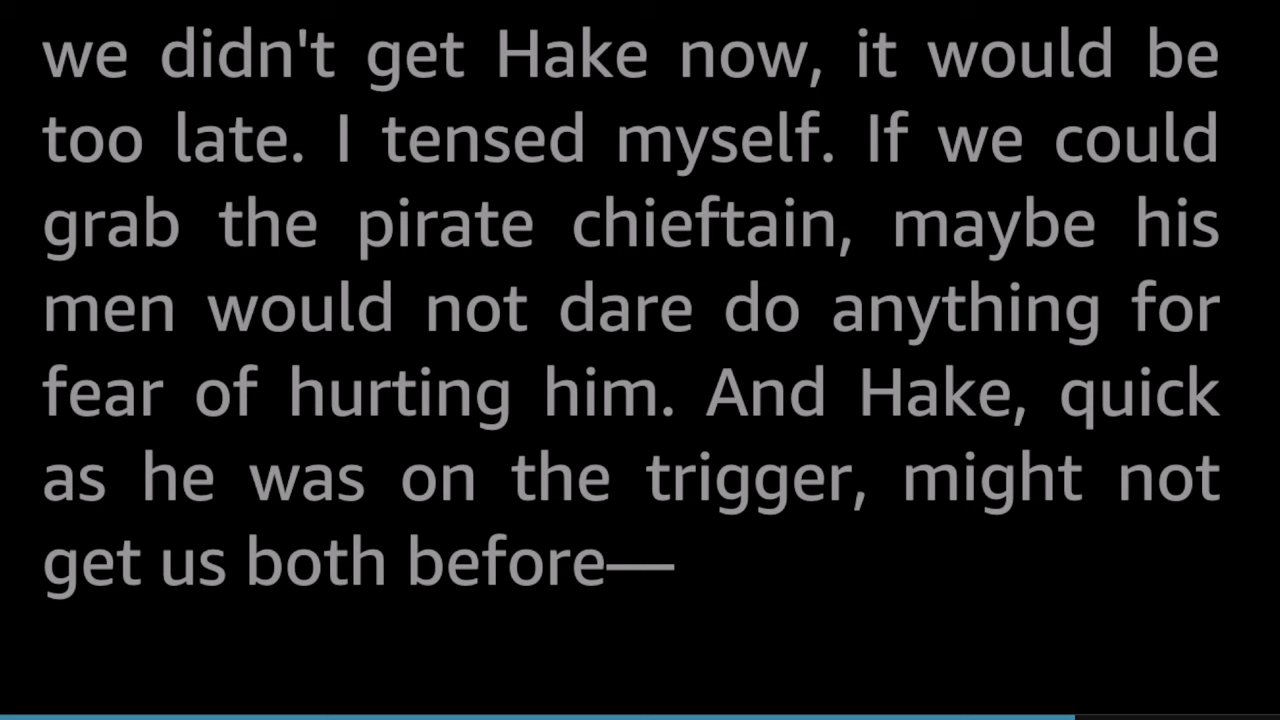 we didn't get Hake now, it would be
too late. I tensed myself. If we could
grab the pirate chieftain, maybe his
men would not dare do anything for
fear of hurting him. And Hake, quick
as he was on the trigger, might not
get us both before—